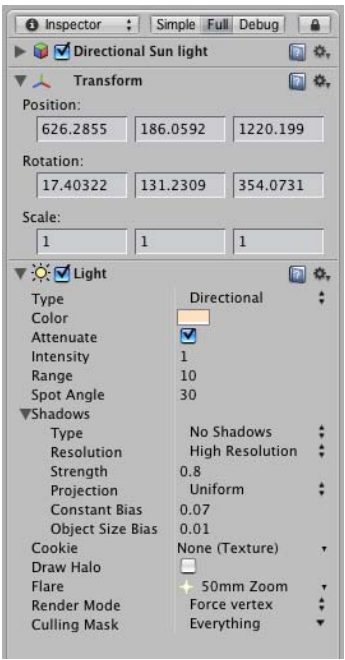 Inspector Simple Full Debug
Directional Sun light
Transform
Position:
626.2855 186.0592 1220.199
Rotation:
17.40322 131.2309 354.0731
Scale:
1 1 1
Light
Type Directional
Color
Attenuate
Intensity 1
Range 10
Spot Angle 30
Shadows
Type No Shadows
Resolution High Resolution
Strength 0.8
Projection Uniform
Constant Bias 0.07
Object Size Bias 0.01
Cookie None (Texture)
Draw Halo
Flare 50mm Zoom
Render Mode Force vertex
Culling Mask Everything